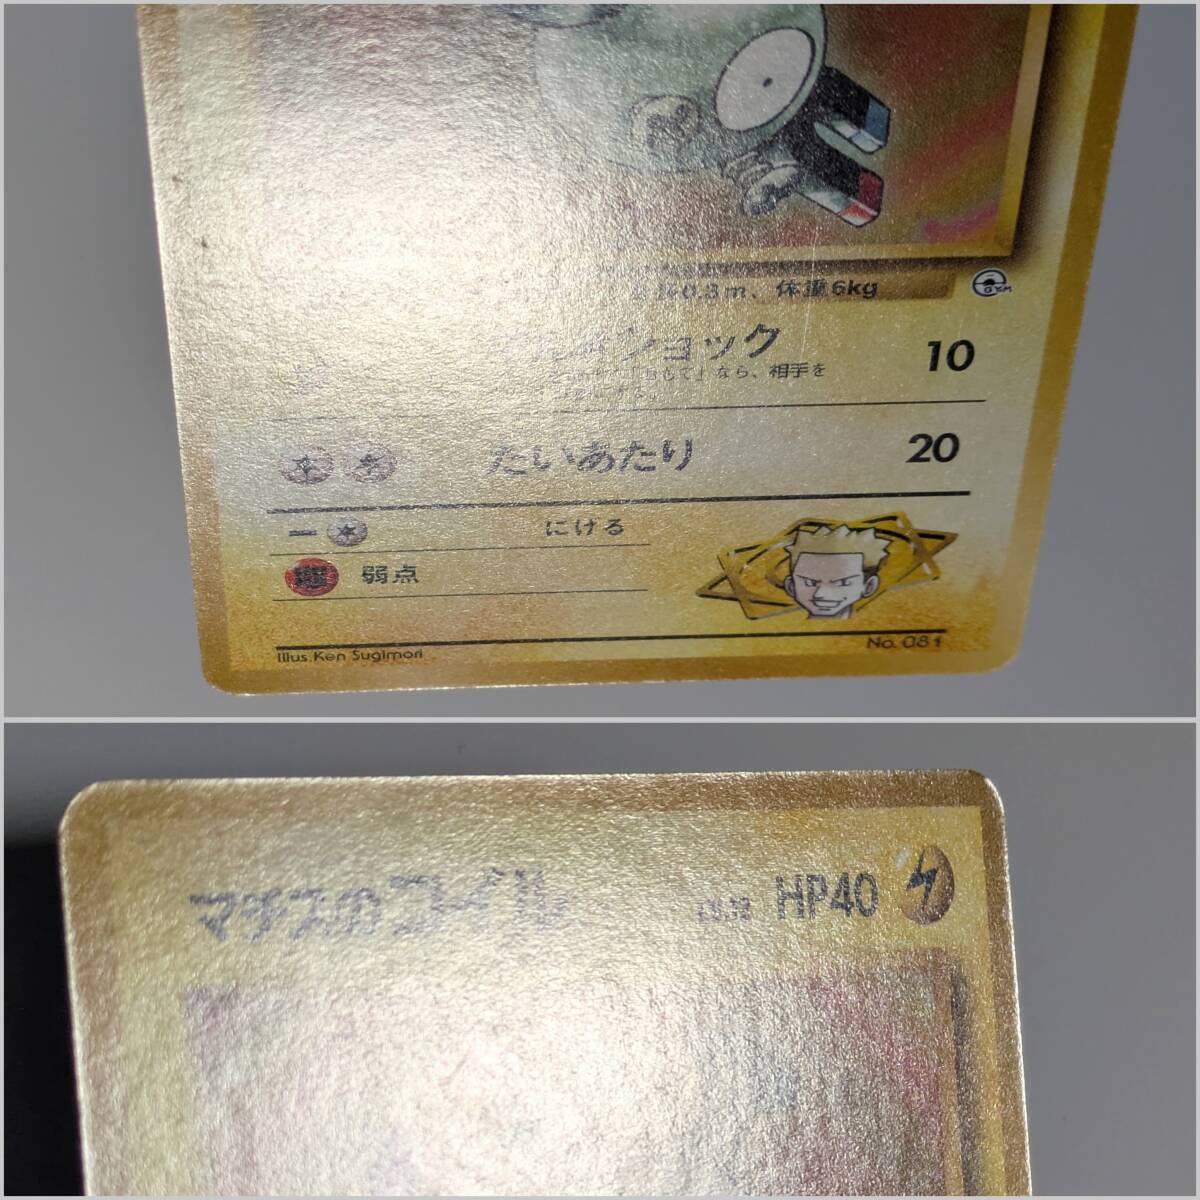 0.3m、体重6kg
GYM
ショック 10
なら、相手を
たいあたり 20
にける
弱点
Illus. Ken Sugimori
No. 081
マチスのコイル HP40